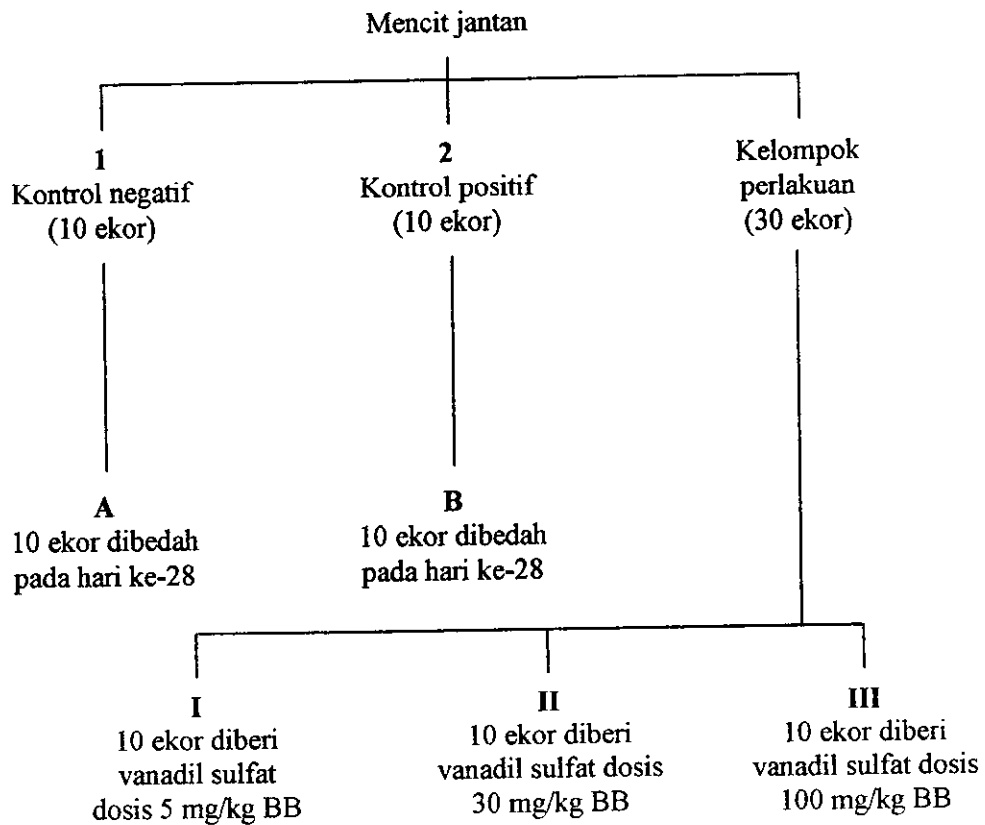 Mencit jantan
1
Kontrol negatif
(10 ekor)
2
Kontrol positif
(10 ekor)
Kelompok
perlakuan
(30 ekor)
A
10 ekor dibedah
pada hari ke-28
B
10 ekor dibedah
pada hari ke-28
I
10 ekor diberi
vanadil sulfat
dosis 5 mg/kg BB
II
10 ekor diberi
vanadil sulfat dosis
30 mg/kg BB
III
10 ekor diberi
vanadil sulfat dosis
100 mg/kg BB